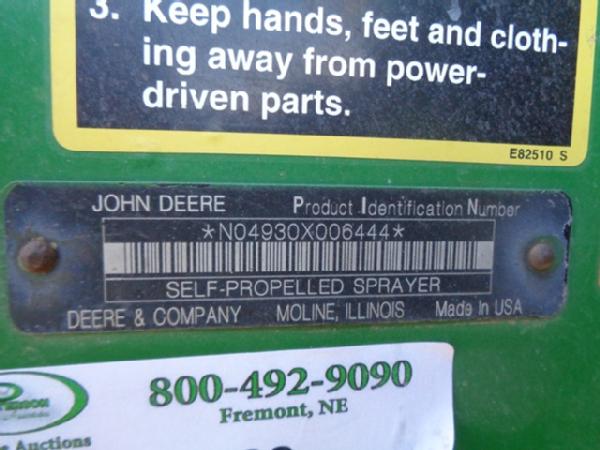 3. Keep hands, feet and cloth-
ing away from power-
driven parts.
E82510 S
JOHN DEERE Product Identification Number
*N04930X006444*
SELF-PROPELLED SPRAYER
DEERE & COMPANY MOLINE, ILLINOIS Made In USA
800-492-9090
Fremont, NE
Auctions